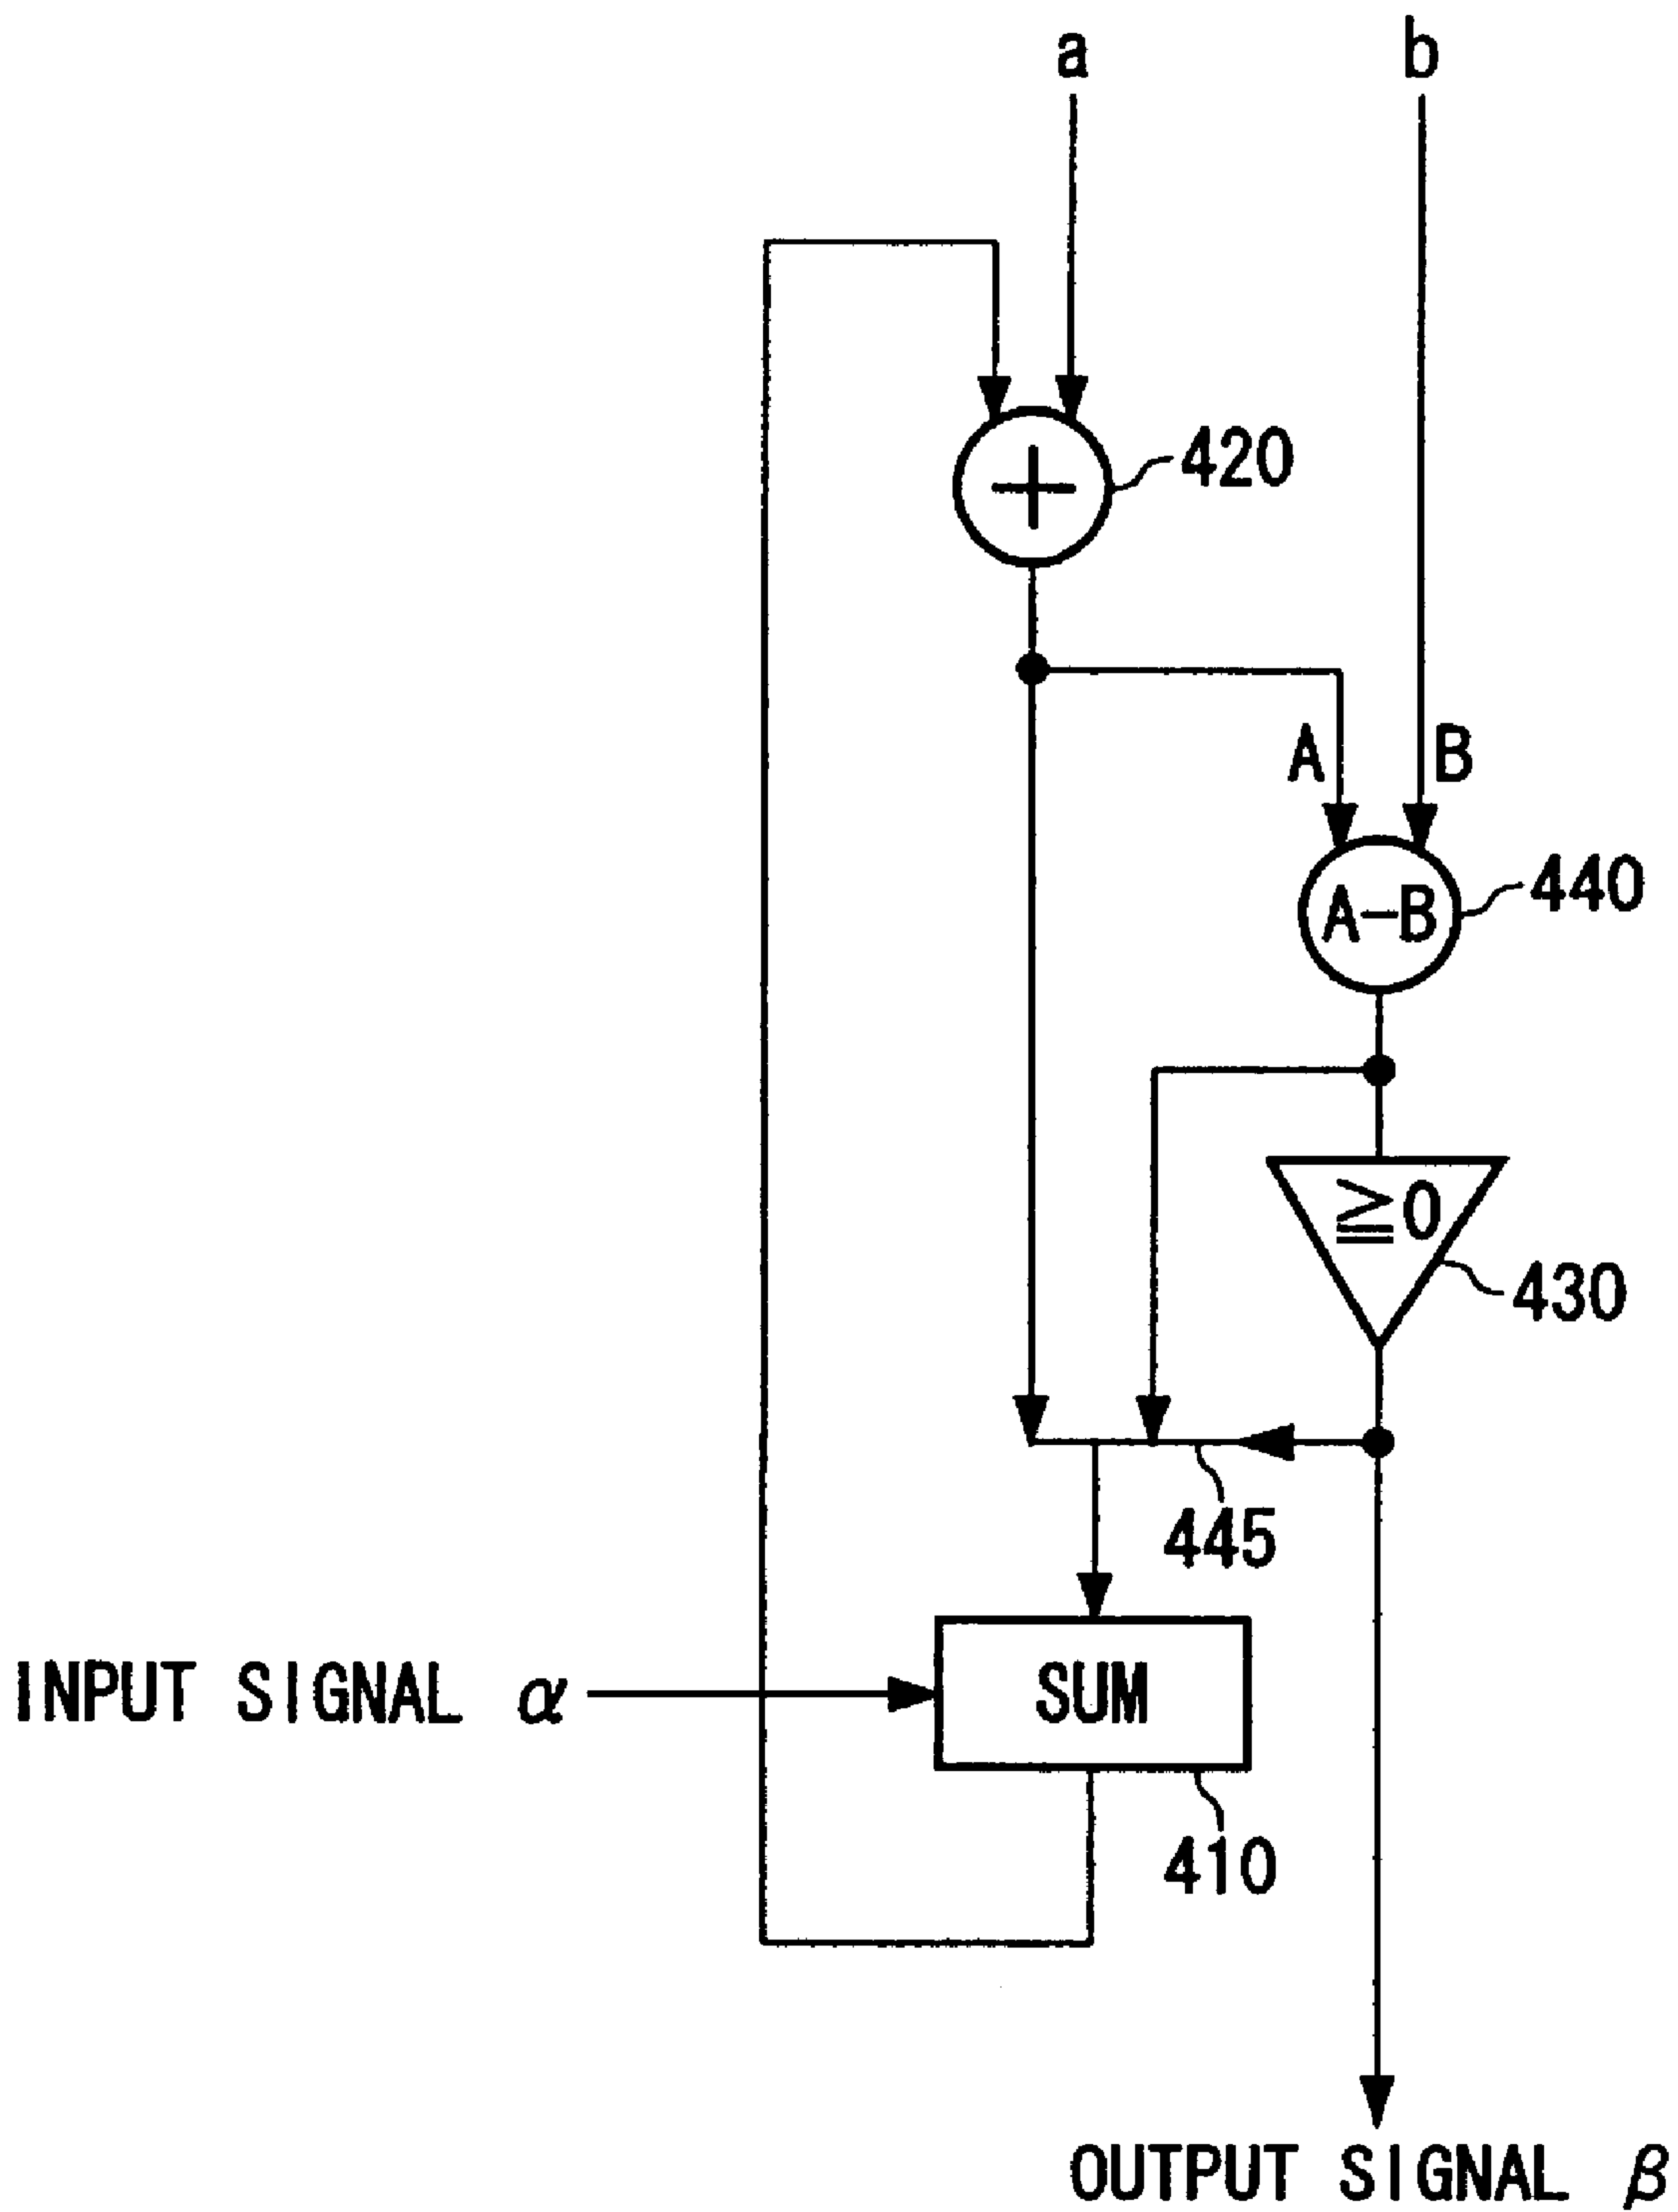 a
b
+
420
A
B
A-B
440
≧0
430
445
INPUT SIGNAL α
SUM
410
OUTPUT SIGNAL β